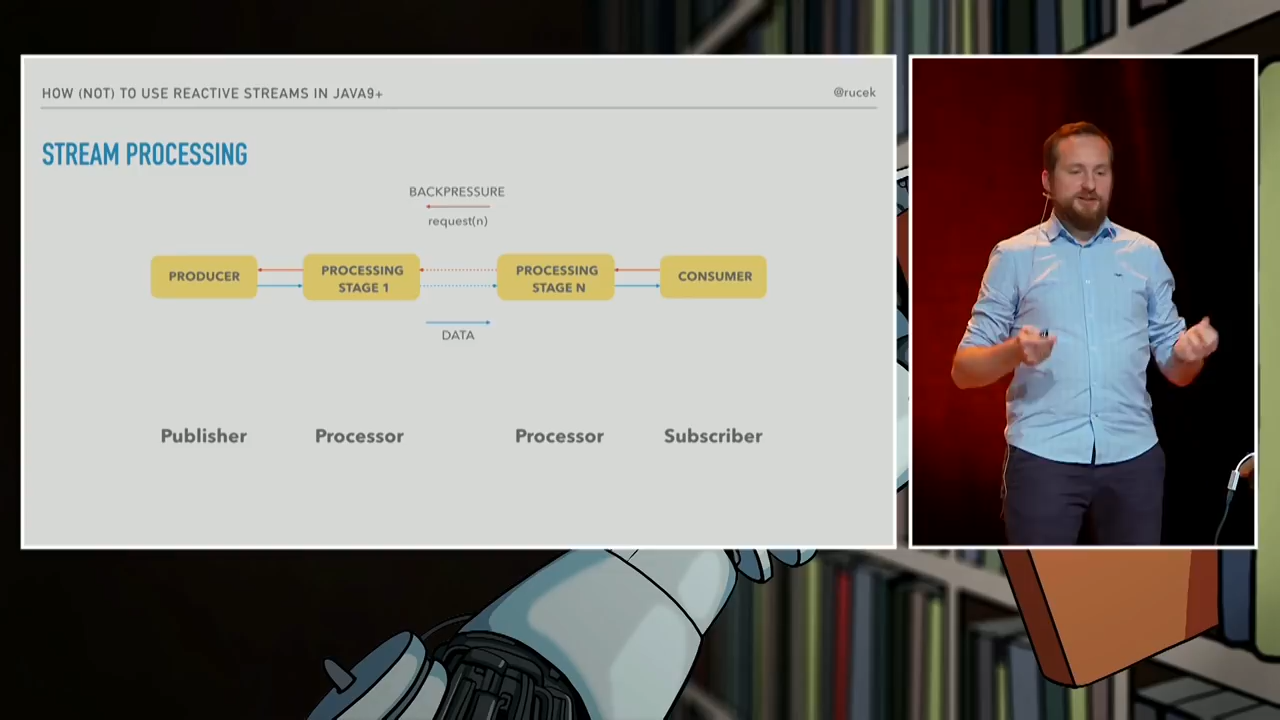 HOW (NOT) TO USE REACTIVE STREAMS IN JAVA9+
@rucek
STREAM PROCESSING
BACKPRESSURE
request(n)
PRODUCER
PROCESSING
STAGE 1
PROCESSING
STAGE N
CONSUMER
DATA
Publisher
Processor
Processor
Subscriber